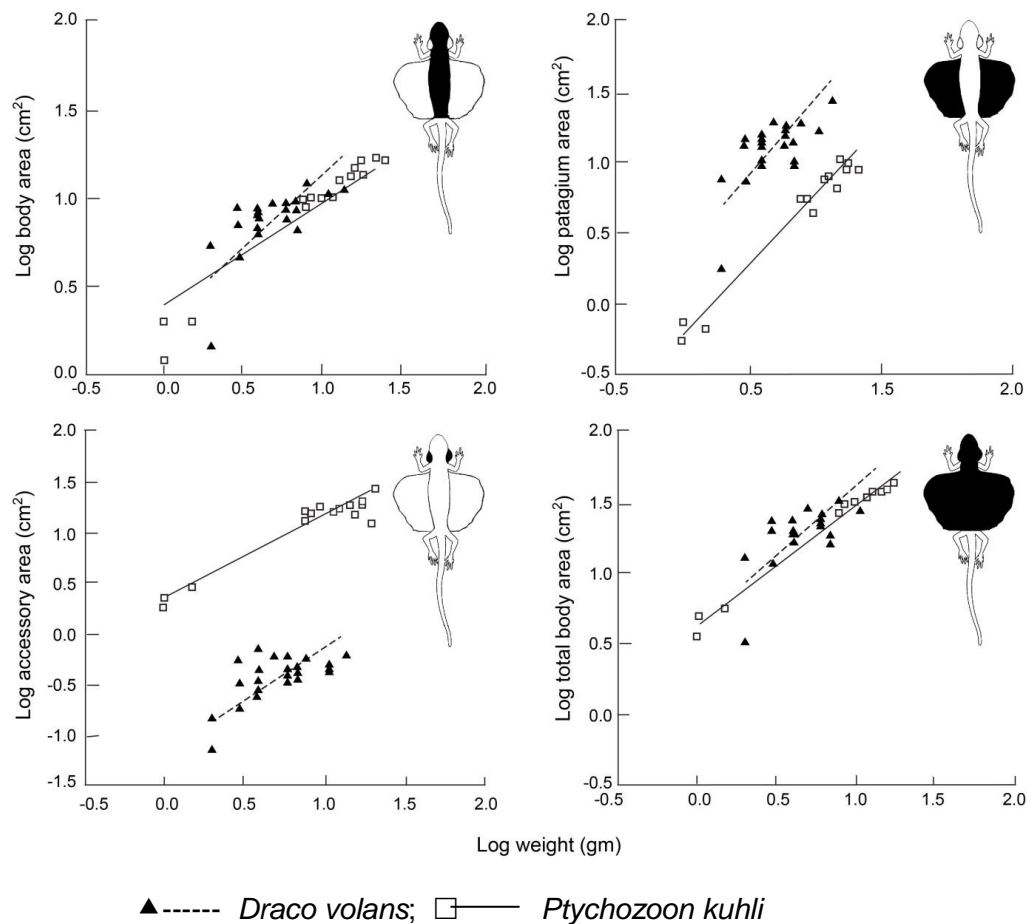 Log body area (cm²)
2.0
1.5
1.0
0.5
0.0
-0.5 0.0 0.5 1.0 1.5 2.0
Log patagium area (cm²)
2.0
1.5
1.0
0.5
0.0
-0.5
-0.5 0.5 1.5 2.0
Log accessory area (cm²)
2.0
1.5
1.0
0.5
0.0
-0.5
-1.0
-1.5
-0.5 0.0 0.5 1.0 1.5 2.0
Log total body area (cm²)
2.0
1.5
1.0
0.5
0.0
-0.5
-0.5 0.0 0.5 1.0 1.5 2.0
Log weight (gm)
Draco volans; Ptychozoon kuhli